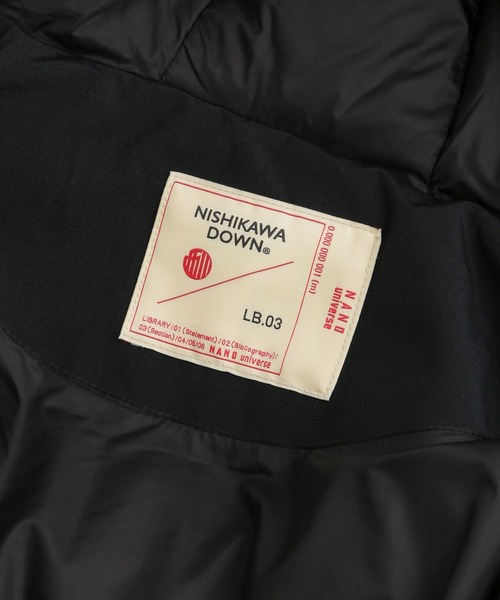 NISHIKAWA
DOWN®
LB.03
LIBRARY/01(Statement)/02(Bibliography)/
03(Section)/04/05/06 NANO universe
0.000 000 001 (m)
NANO
universe